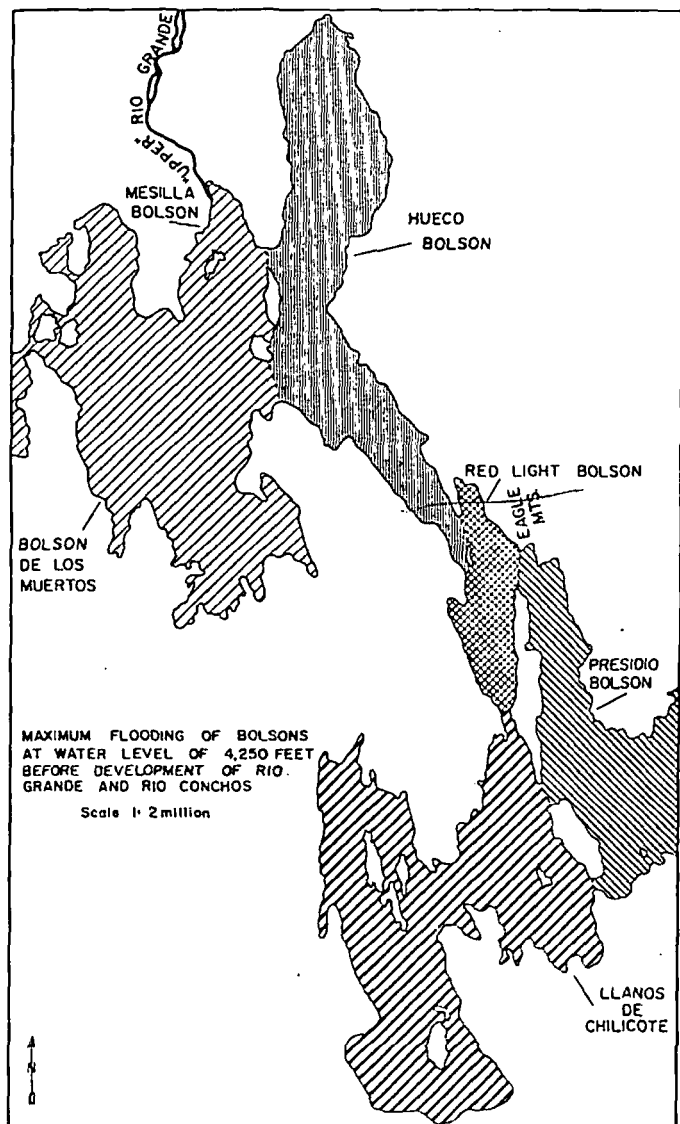 "UPPER" RIO GRANDE
MESILLA
BOLSON
HUECO
BOLSON
RED LIGHT BOLSON
EAGLE
MTS.
BOLSON
DE LOS
MUERTOS
PRESIDIO
BOLSON
MAXIMUM FLOODING OF BOLSONS
AT WATER LEVEL OF 4,250 FEET
BEFORE DEVELOPMENT OF RIO
GRANDE AND RIO CONCHOS
Scale 1: 2 million
LLANOS
DE
CHILICOTE